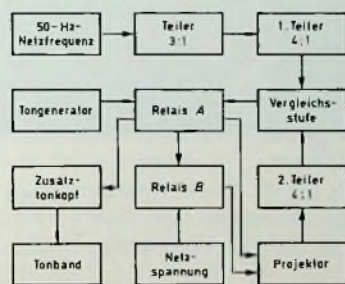 50-Hz-
Netzfrequenz
Teiler
3:1
1. Teiler
4:1
Tongenerator
Relais A
Vergleichs-
stufe
Zusatz-
tonkopf
Relais B
2. Teiler
4:1
Tonband
Netz-
spannung
Projektor